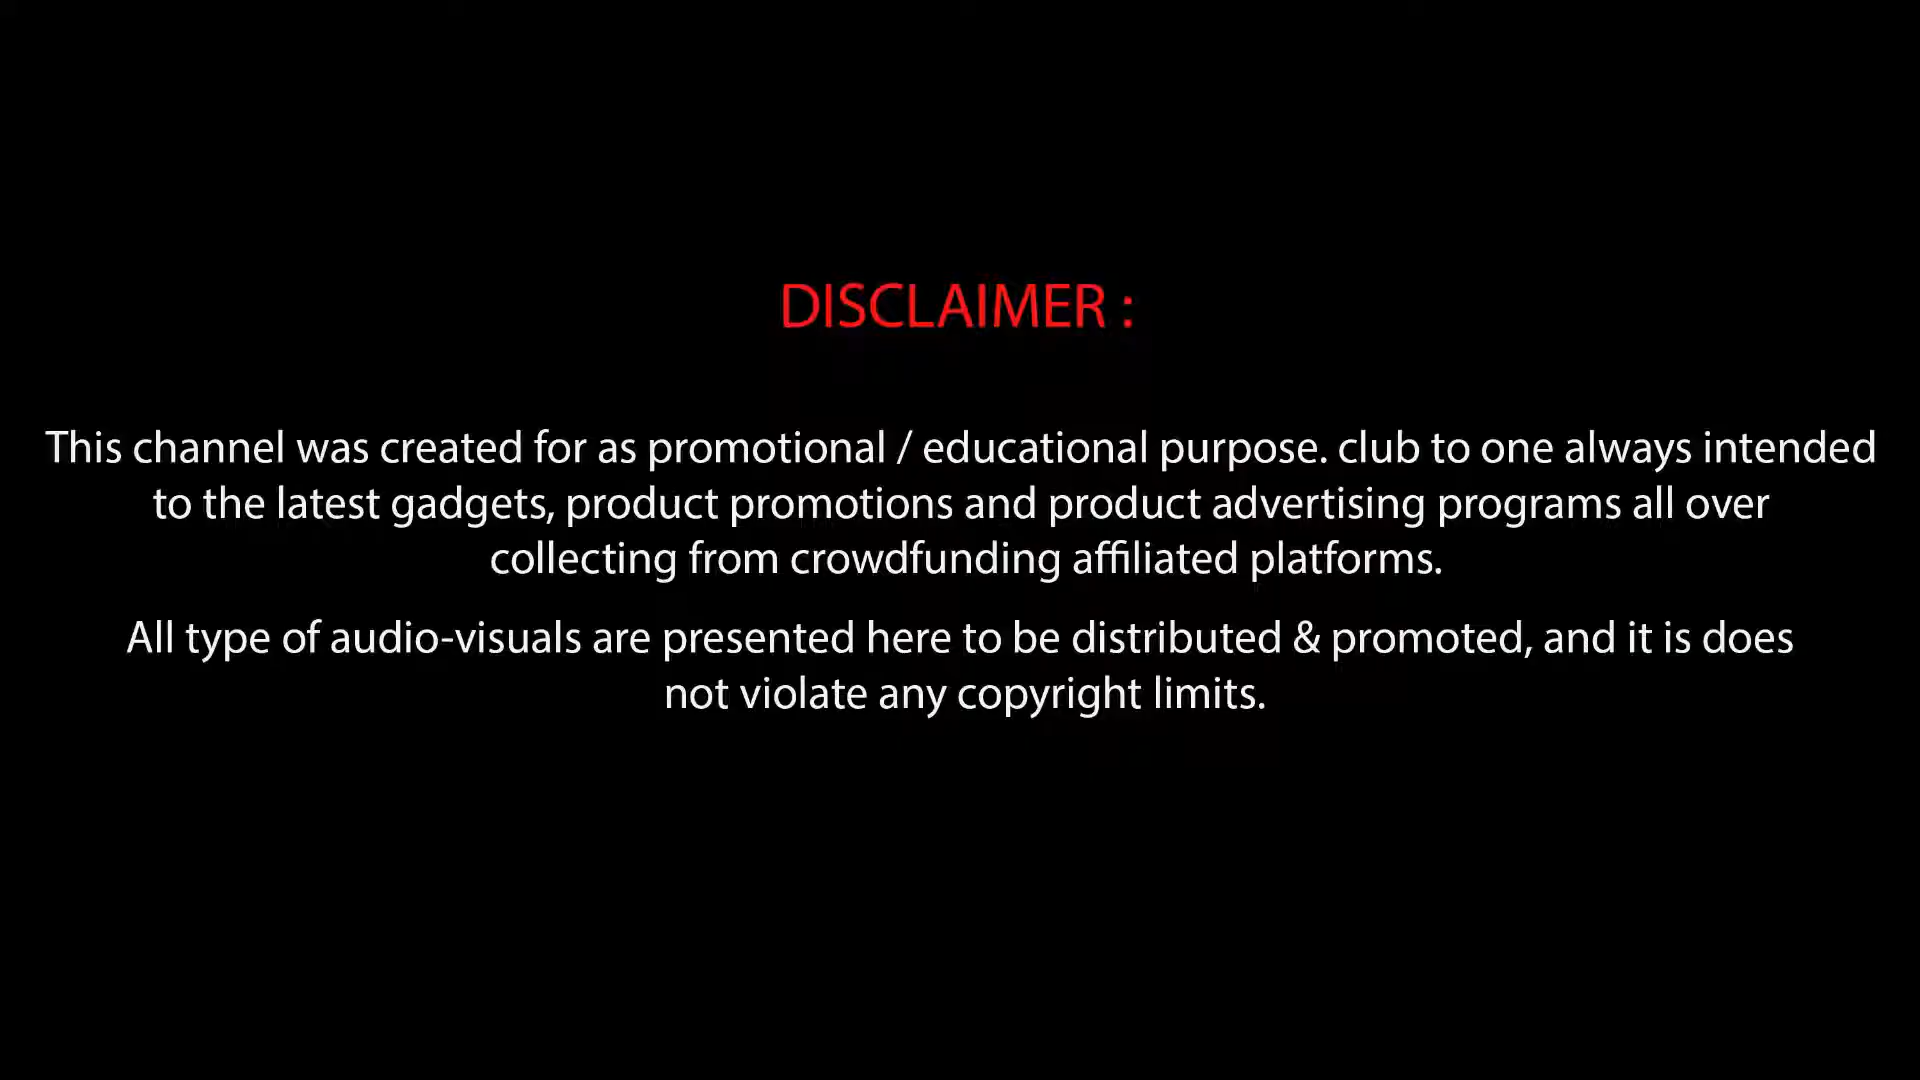 DISCLAIMER :
This channel was created for as promotional / educational purpose. club to one always intended
to the latest gadgets, product promotions and product advertising programs all over
collecting from crowdfunding affiliated platforms.
All type of audio-visuals are presented here to be distributed & promoted, and it is does
not violate any copyright limits.